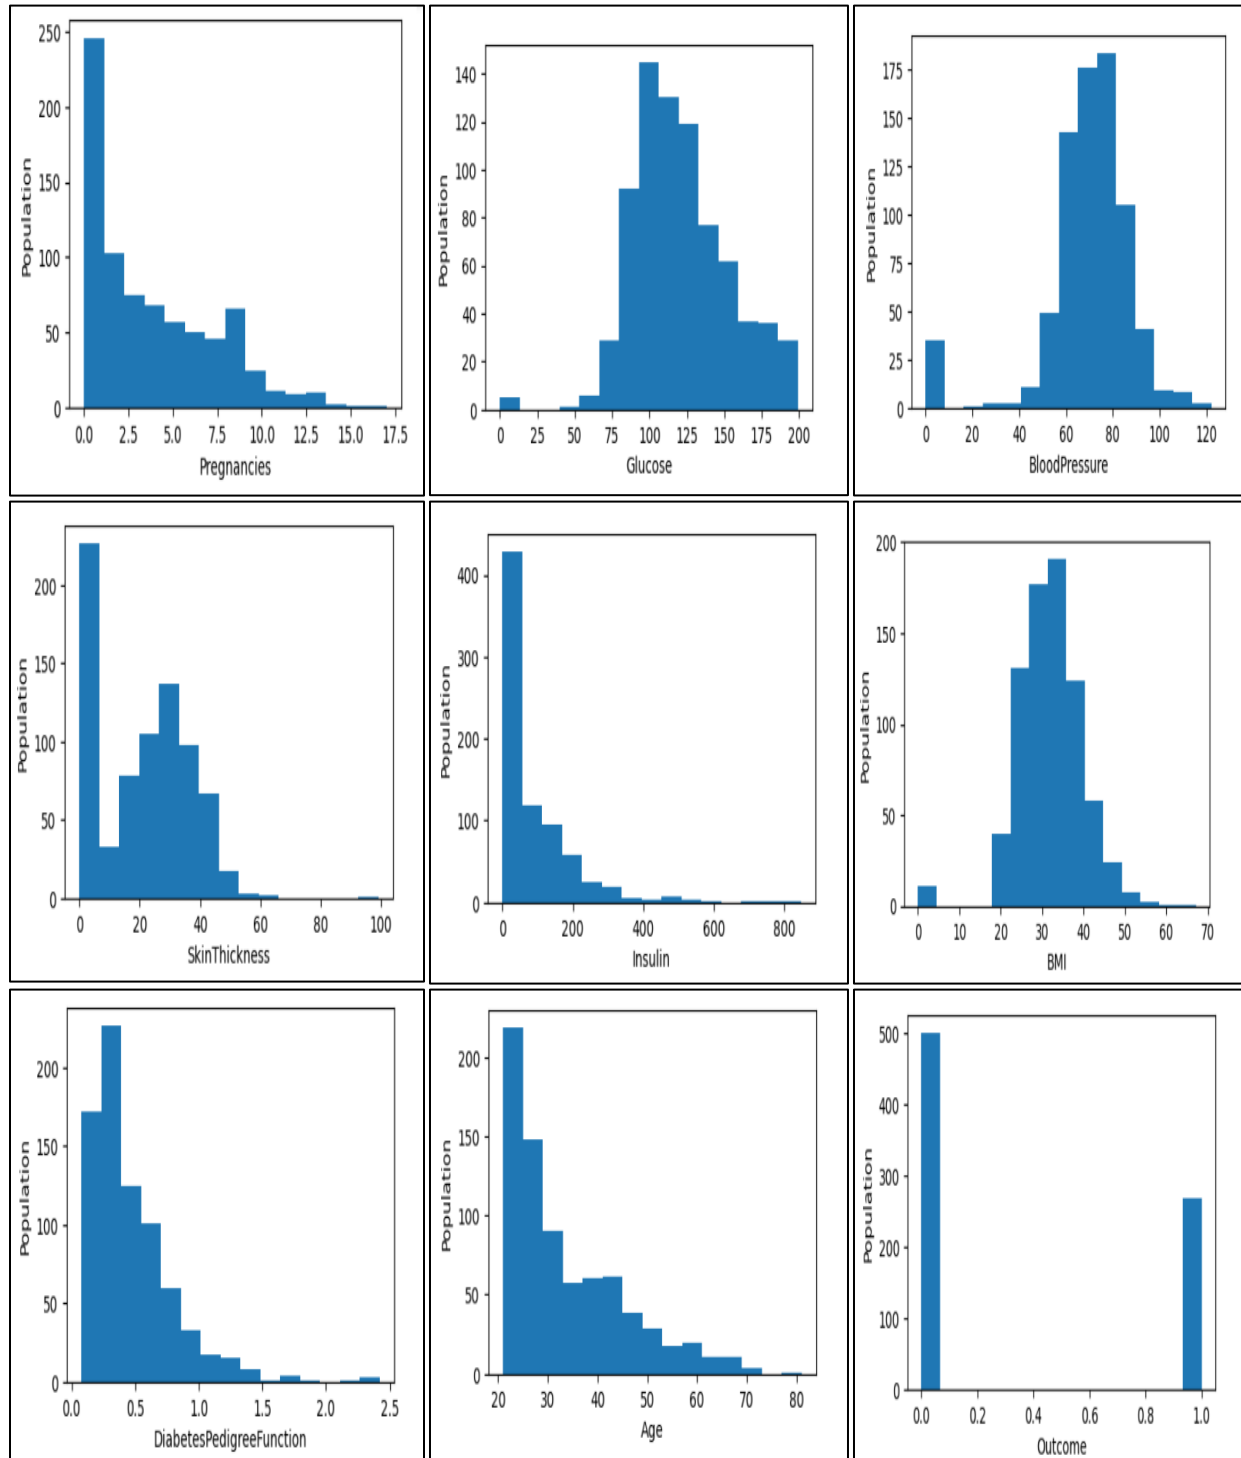 250
200
150
100
50
0
Population
0.0 2.5 5.0 7.5 10.0 12.5 15.0 17.5
Pregnancies
140
120
100
80
60
40
20
0
Population
0 25 50 75 100 125 150 175 200
Glucose
175
150
125
100
75
50
25
0
Population
0 20 40 60 80 100 120
BloodPressure
200
150
100
50
0
Population
0 20 40 60 80 100
SkinThickness
400
300
200
100
0
Population
0 200 400 600 800
Insulin
200
150
100
50
0
Population
0 10 20 30 40 50 60 70
BMI
200
150
100
50
0
Population
0.0 0.5 1.0 1.5 2.0 2.5
DiabetesPedigreeFunction
200
150
100
50
0
Population
20 30 40 50 60 70 80
Age
500
400
300
200
100
0
Population
0.0 0.2 0.4 0.6 0.8 1.0
Outcome